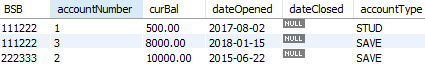 BSB accountNumber curBal dateOpened dateClosed accountType
111222 1 500.00 2017-08-02 NULL STUD
111222 3 8000.00 2018-01-15 NULL SAVE
222333 2 10000.00 2015-06-22 NULL SAVE